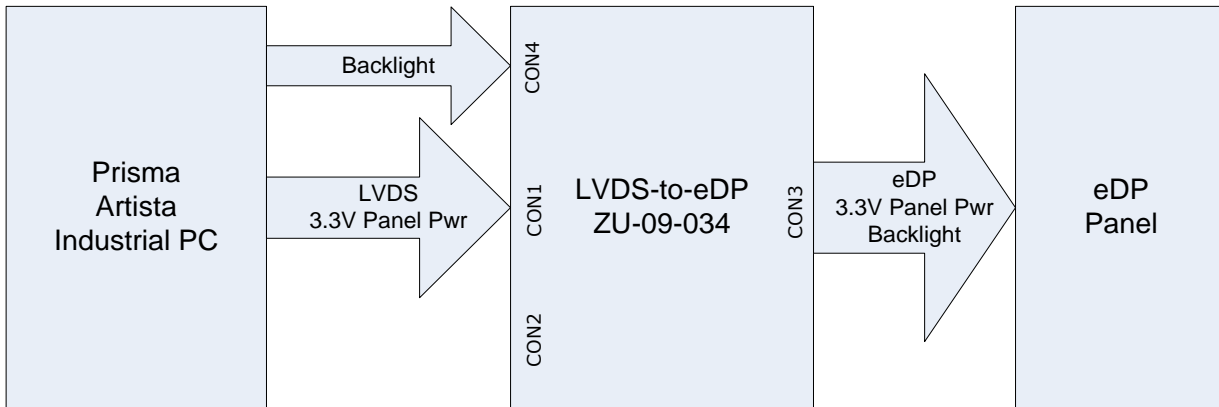 Prisma
Artista
Industrial PC
Backlight
LVDS
3.3V Panel Pwr
CON4
CON1
CON2
LVDS-to-eDP
ZU-09-034
CON3
eDP
3.3V Panel Pwr
Backlight
eDP
Panel